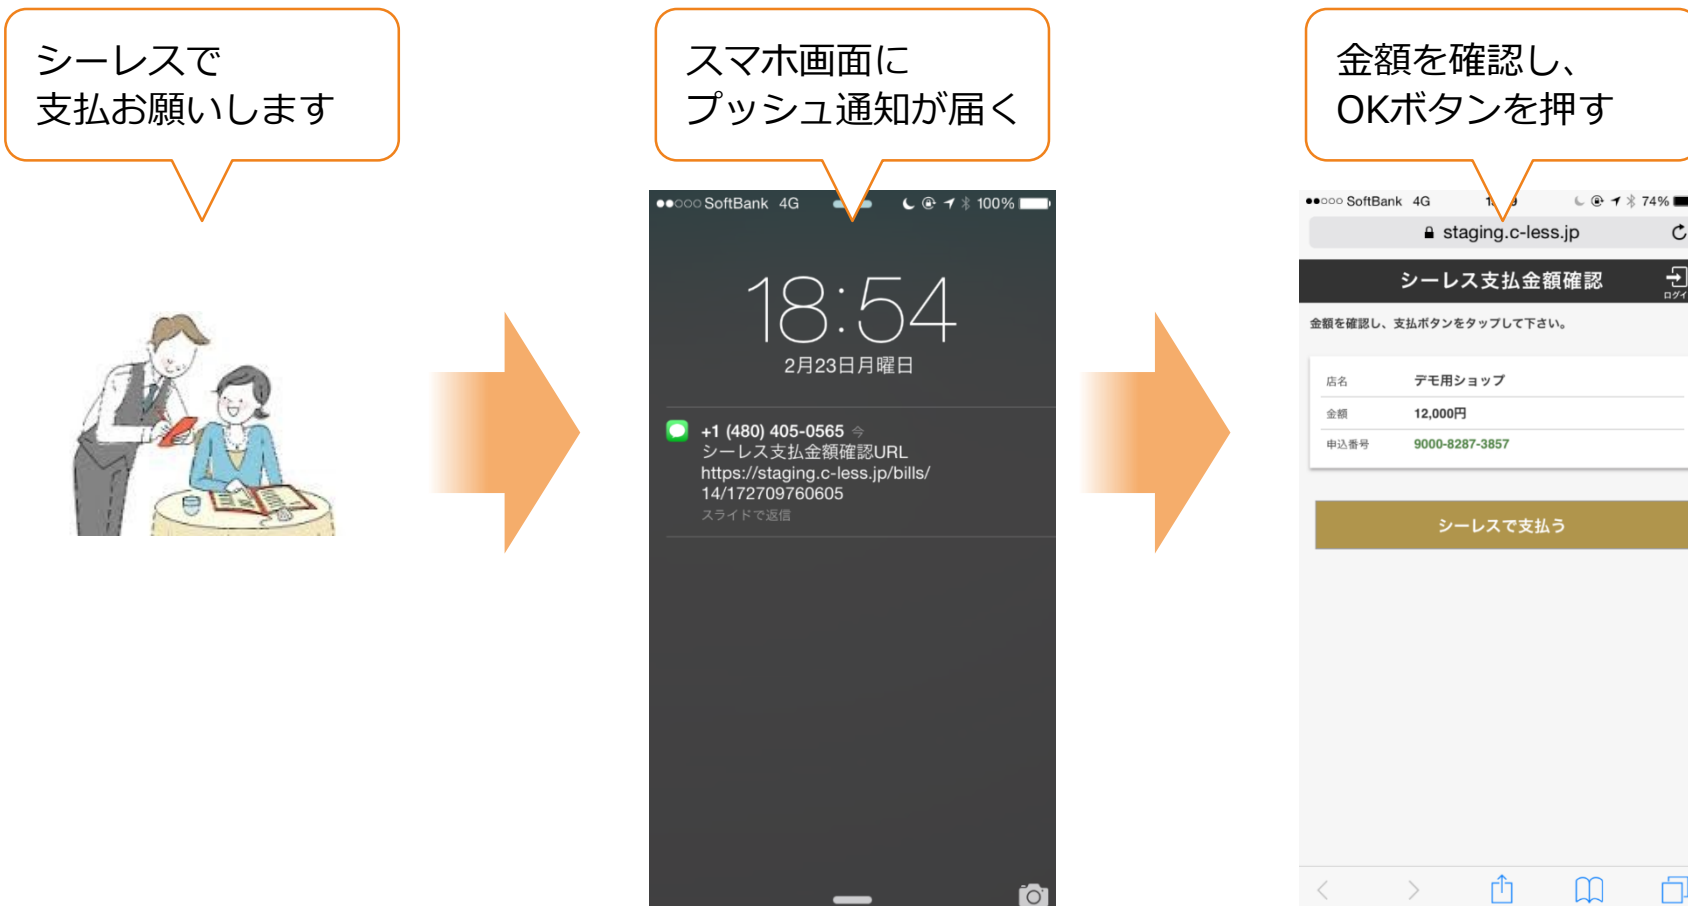 シーレスで
支払お願いします
スマホ画面に
プッシュ通知が届く
金額を確認し、
OKボタンを押す
SoftBank 4G 100%
18:54
2月23日月曜日
+1 (480) 405-0565 今
シーレス支払金額確認URL
https://staging.c-less.jp/bills/
14/172709760605
スライドで返信
SoftBank 4G 74%
staging.c-less.jp
シーレス支払金額確認
ログイ
金額を確認し、支払ボタンをタップして下さい。
店名 デモ用ショップ
金額 12,000円
申込番号 9000-8287-3857
シーレスで支払う